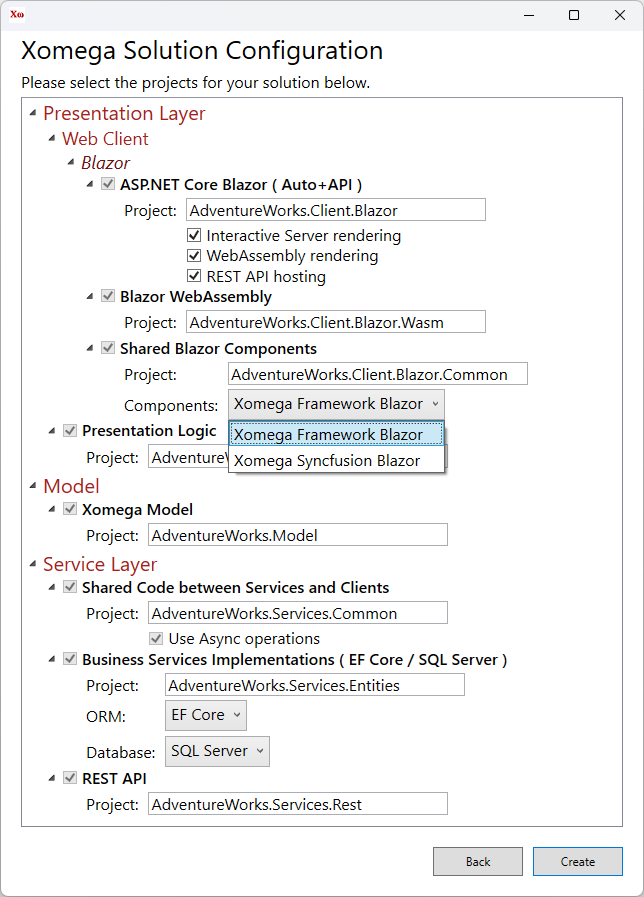 Xω
Xomega Solution Configuration
Please select the projects for your solution below.
Presentation Layer
Web Client
Blazor
ASP.NET Core Blazor ( Auto+API )
Project: AdventureWorks.Client.Blazor
Interactive Server rendering
WebAssembly rendering
REST API hosting
Blazor WebAssembly
Project: AdventureWorks.Client.Blazor.Wasm
Shared Blazor Components
Project: AdventureWorks.Client.Blazor.Common
Components: Xomega Framework Blazor
Xomega Framework Blazor
Xomega Syncfusion Blazor
Presentation Logic
Project:
Model
Xomega Model
Project: AdventureWorks.Model
Service Layer
Shared Code between Services and Clients
Project: AdventureWorks.Services.Common
Use Async operations
Business Services Implementations ( EF Core / SQL Server )
Project: AdventureWorks.Services.Entities
ORM: EF Core
Database: SQL Server
REST API
Project: AdventureWorks.Services.Rest
Back Create